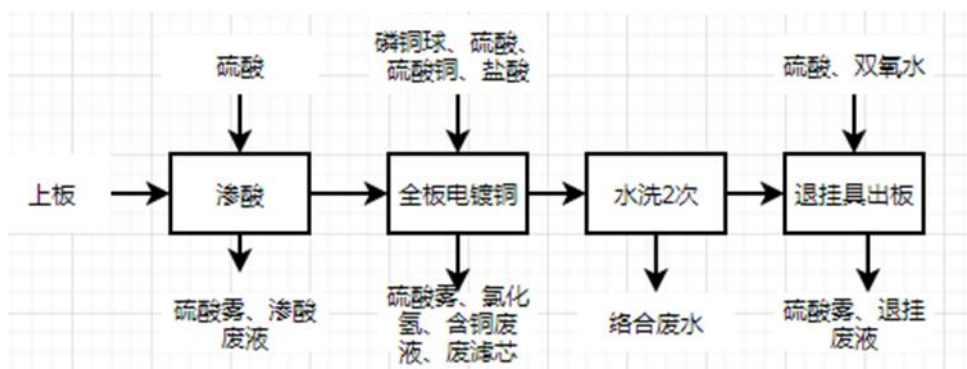 硫酸
磷铜球、硫酸、
硫酸铜、盐酸
硫酸、双氧水
上板
渗酸
全板电镀铜
水洗2次
退挂具出板
硫酸雾、渗酸
废液
硫酸雾、氯化
氢、含铜废
液、废滤芯
络合废水
硫酸雾、退挂
废液